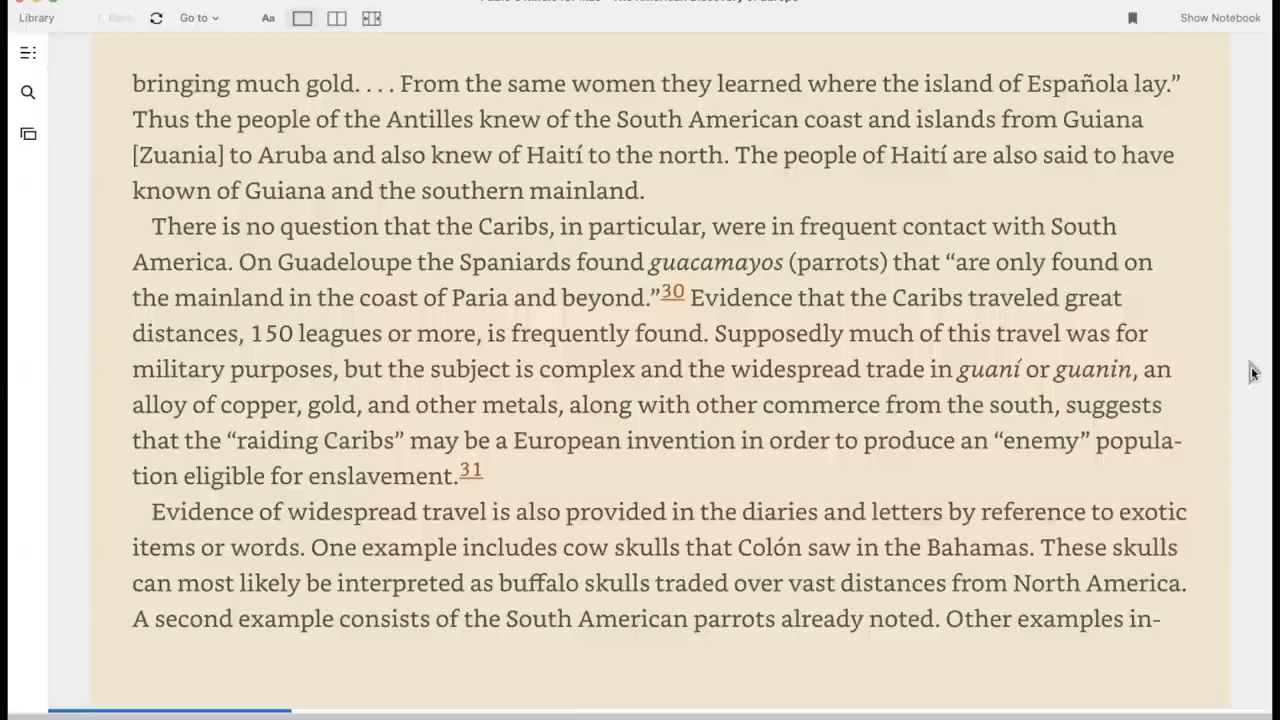 Library
Back
Go to
Aa
Show Notebook
bringing much gold. . . . From the same women they learned where the island of Española lay.”
Thus the people of the Antilles knew of the South American coast and islands from Guiana
[Zuania] to Aruba and also knew of Haití to the north. The people of Haití are also said to have
known of Guiana and the southern mainland.
There is no question that the Caribs, in particular, were in frequent contact with South
America. On Guadeloupe the Spaniards found guacamayos (parrots) that “are only found on
the mainland in the coast of Paria and beyond.”30 Evidence that the Caribs traveled great
distances, 150 leagues or more, is frequently found. Supposedly much of this travel was for
military purposes, but the subject is complex and the widespread trade in guaní or guanin, an
alloy of copper, gold, and other metals, along with other commerce from the south, suggests
that the “raiding Caribs” may be a European invention in order to produce an “enemy” popula-
tion eligible for enslavement.31
Evidence of widespread travel is also provided in the diaries and letters by reference to exotic
items or words. One example includes cow skulls that Colón saw in the Bahamas. These skulls
can most likely be interpreted as buffalo skulls traded over vast distances from North America.
A second example consists of the South American parrots already noted. Other examples in-